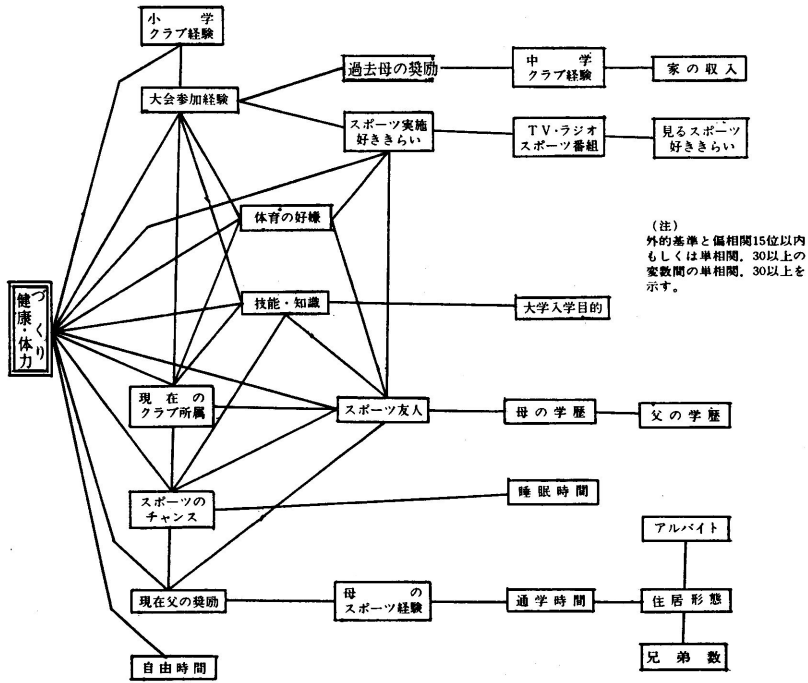 小学
クラブ経験
大会参加経験
過去母の奨励
中学
クラブ経験
家の収入
スポーツ実施
好ききらい
TV・ラジオ
スポーツ番組
見るスポーツ
好ききらい
体育の好嫌
(注)
外的基準と偏相関15位以内
もしくは単相関.30以上の
変数間の単相関.30以上を
示す。
技能・知識
大学入学目的
健康・体力
づくり
現在の
クラブ所属
スポーツ友人
母の学歴
父の学歴
スポーツの
チャンス
睡眠時間
アルバイト
現在父の奨励
母の
スポーツ経験
通学時間
住居形態
自由時間
兄弟数